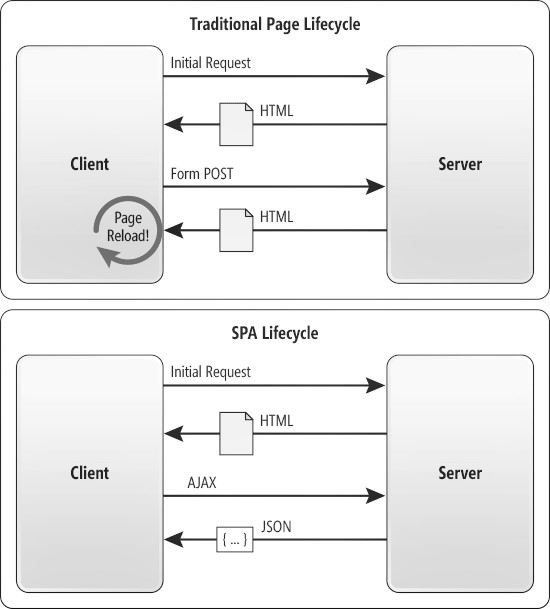 Traditional Page Lifecycle
Initial Request
HTML
Client
Server
Form POST
Page
Reload!
HTML
SPA Lifecycle
Initial Request
HTML
Client
Server
AJAX
JSON
{ ... }